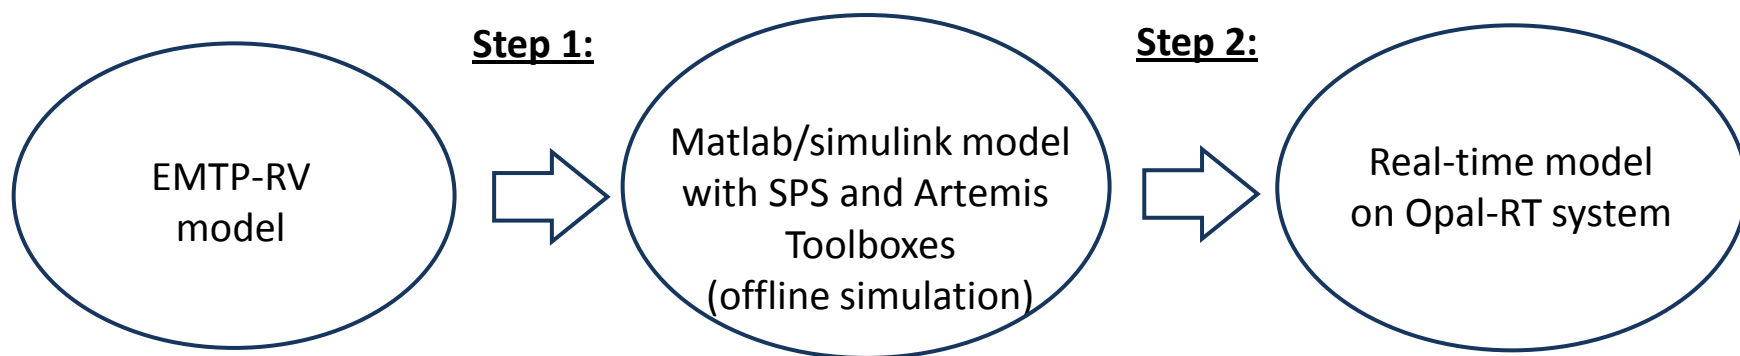 Step 1:
Step 2:
EMTP-RV
model
Matlab/simulink model
with SPS and Artemis
Toolboxes
(offline simulation)
Real-time model
on Opal-RT system